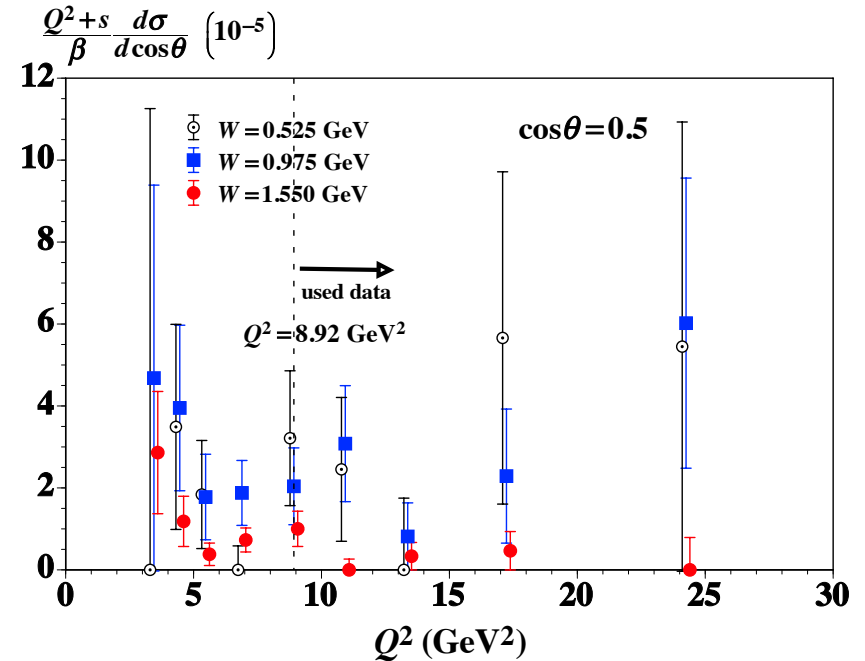 Q²+s/β dσ/dcosθ (10⁻⁵)
12
10
8
6
4
2
0
W=0.525 GeV
W=0.975 GeV
W=1.550 GeV
cosθ=0.5
used data
Q²=8.92 GeV²
0 5 10 15 20 25 30
Q² (GeV²)